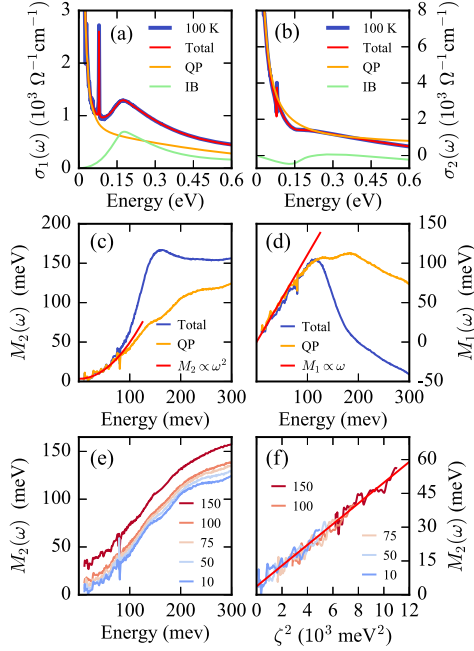 (a)
100 K
Total
QP
IB
σ₁(ω) (10³ Ω⁻¹cm⁻¹)
0 1 2 3
0 0.15 0.3 0.45 0.6
Energy (eV)
(b)
100 K
Total
QP
IB
σ₂(ω) (10³ Ω⁻¹cm⁻¹)
0 2 4 6 8
0 0.15 0.3 0.45 0.6
Energy (eV)
(c)
Total
QP
M₂ ∝ ω²
M₂(ω) (meV)
0 50 100 150 200
0 100 200 300
Energy (mev)
(d)
Total
QP
M₁ ∝ ω
M₁(ω) (meV)
-50 0 50 100 150
0 100 200 300
Energy (mev)
(e)
150
100
75
50
10
M₂(ω) (meV)
0 50 100 150
0 100 200 300
Energy (mev)
(f)
150
100
75
50
10
M₂(ω) (meV)
0 15 30 45 60
0 2 4 6 8 10 12
ζ² (10³ meV²)